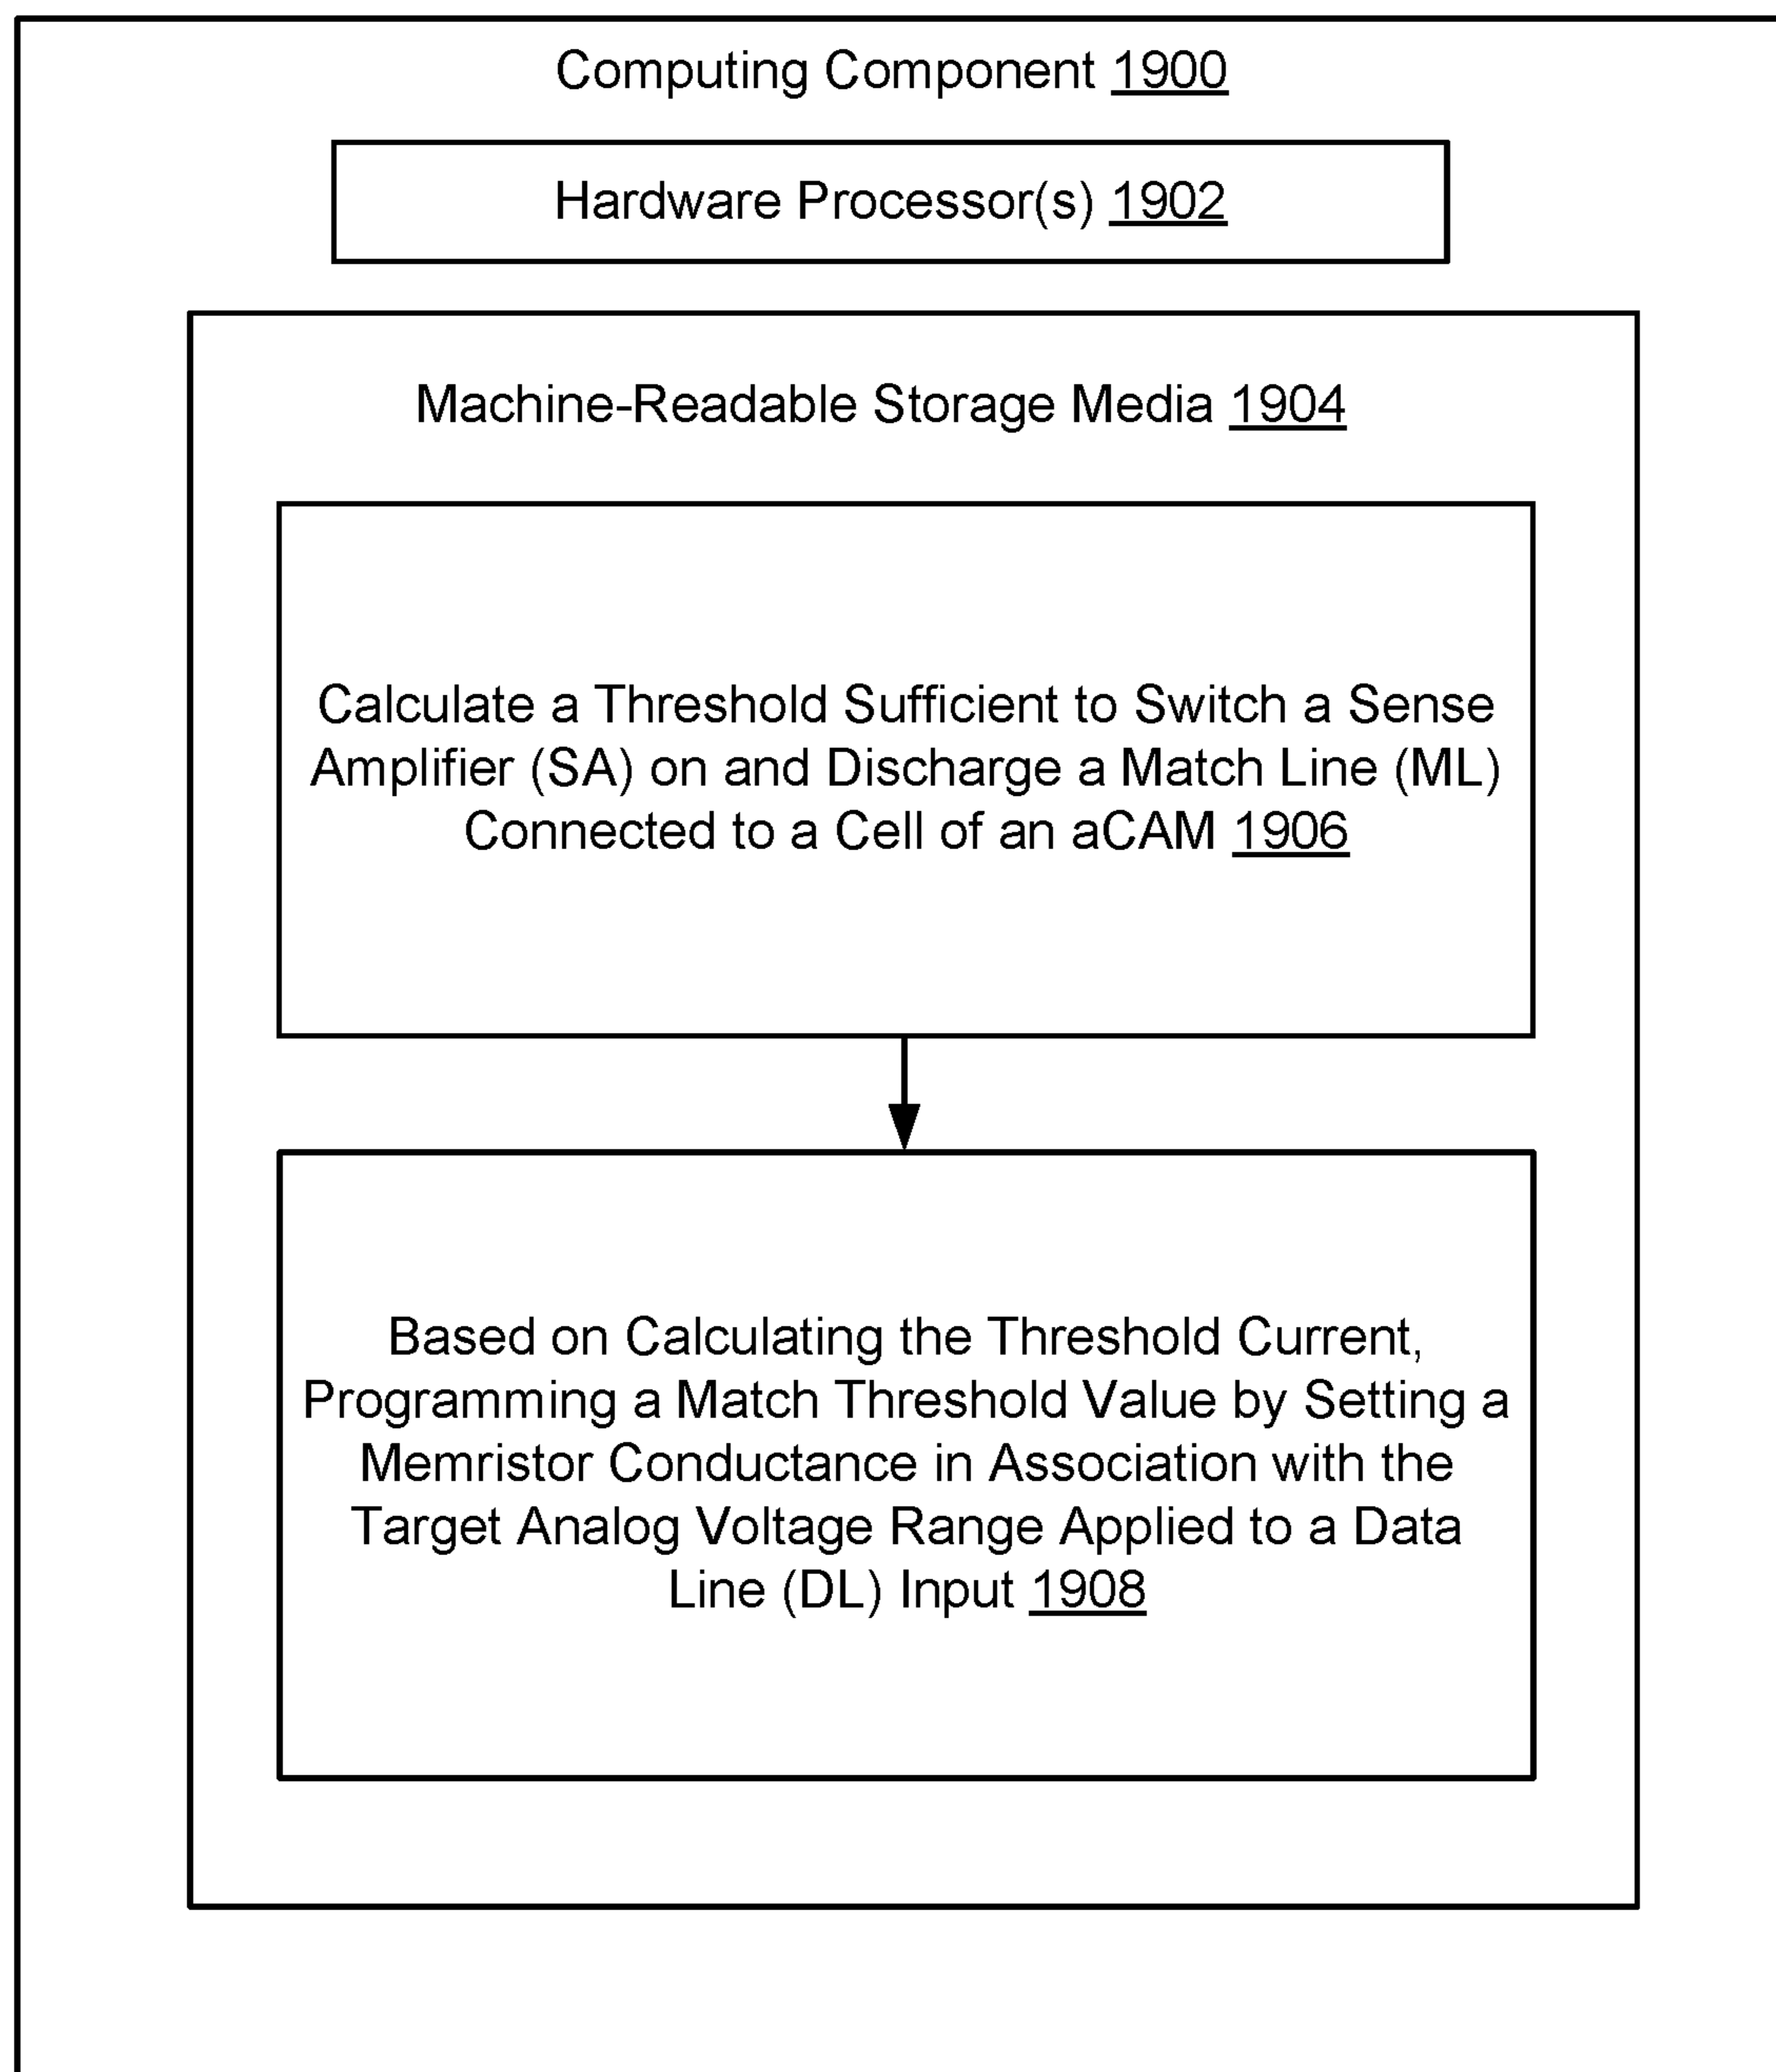 Computing Component 1900
Hardware Processor(s) 1902
Machine-Readable Storage Media 1904
Calculate a Threshold Sufficient to Switch a Sense
Amplifier (SA) on and Discharge a Match Line (ML)
Connected to a Cell of an aCAM 1906
Based on Calculating the Threshold Current,
Programming a Match Threshold Value by Setting a
Memristor Conductance in Association with the
Target Analog Voltage Range Applied to a Data
Line (DL) Input 1908